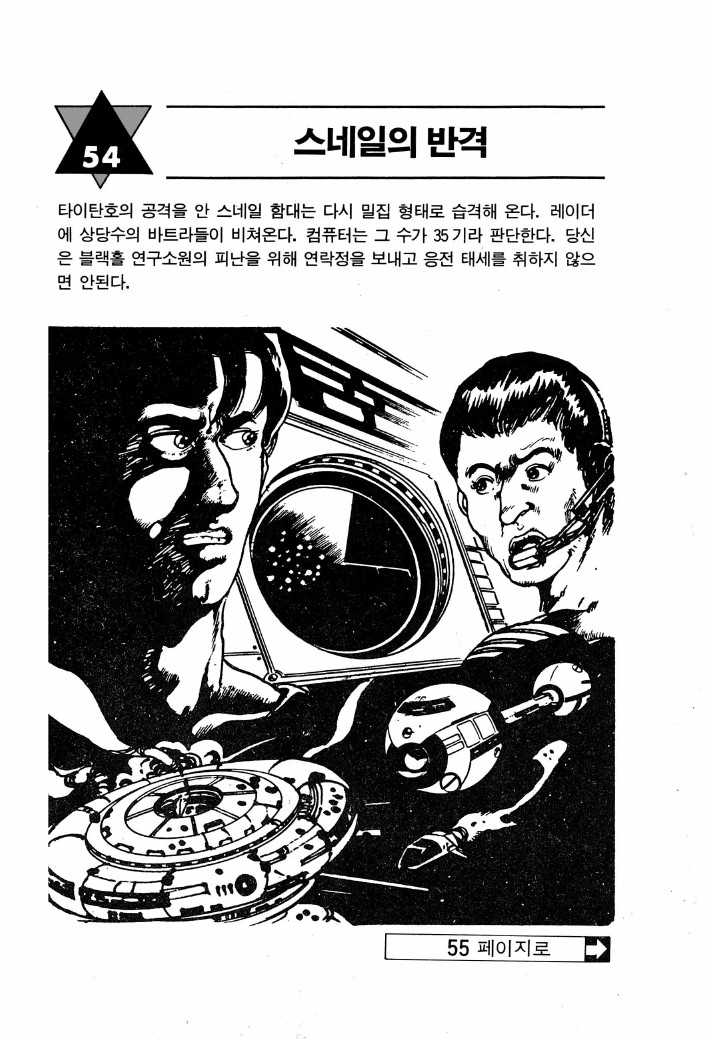 54
스네일의 반격
타이탄호의 공격을 안 스네일 함대는 다시 밀집 형태로 습격해 온다. 레이더
에 상당수의 바트라들이 비쳐온다. 컴퓨터는 그 수가 35기라 판단한다. 당신
은 블랙홀 연구소원의 피난을 위해 연락정을 보내고 응전 태세를 취하지 않으
면 안된다.
55 페이지로